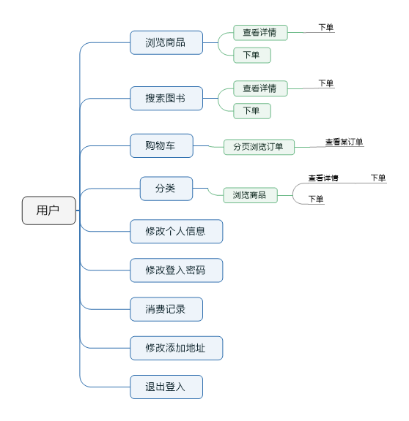 用户
浏览商品
查看详情
下单
下单
搜索图书
查看详情
下单
下单
购物车
分页浏览订单
查看某订单
分类
浏览商品
查看详情
下单
下单
修改个人信息
修改登入密码
消费记录
修改添加地址
退出登入